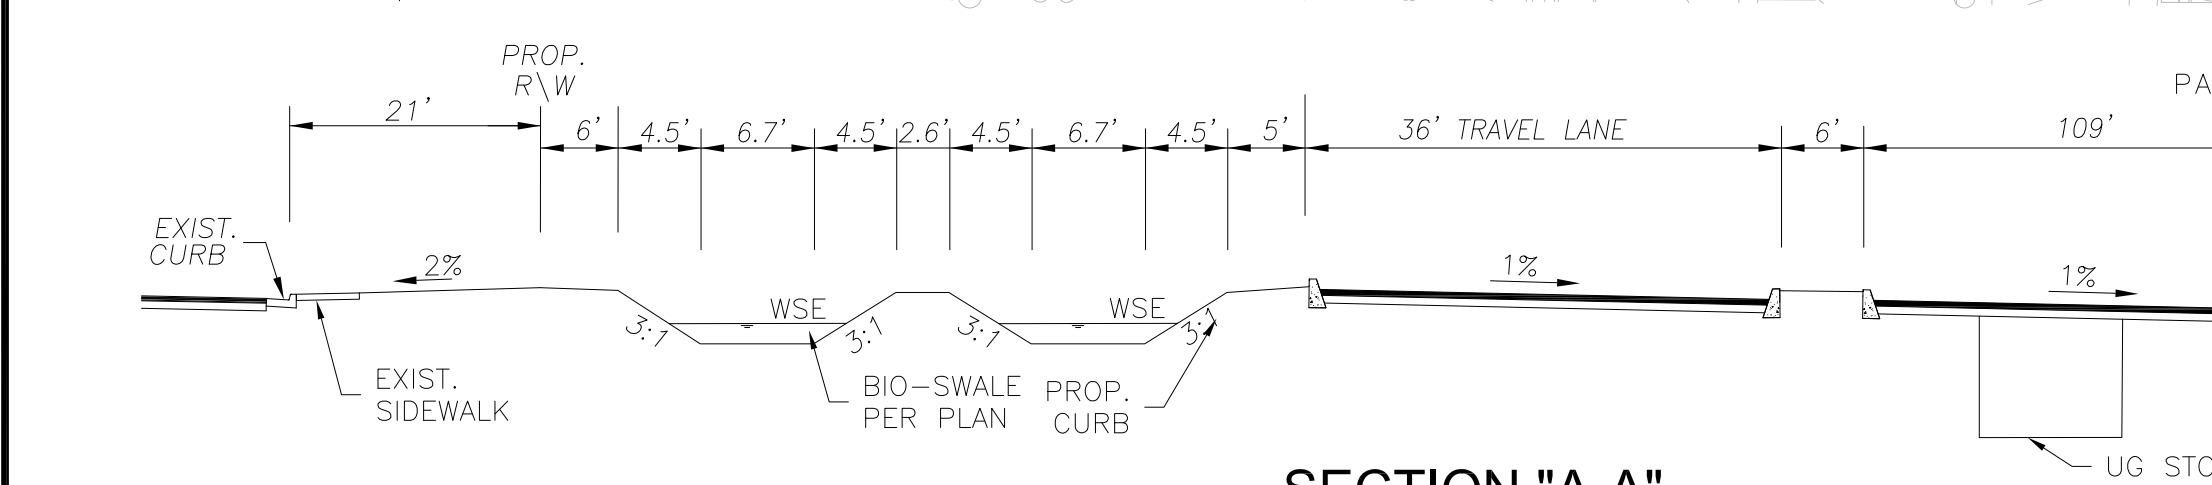 PROP.
R\W
21'
6'
4.5'
6.7'
4.5'
2.6'
4.5'
6.7'
4.5'
5'
36' TRAVEL LANE
6'
109'
EXIST.
CURB
2%
WSE
WSE
1%
1%
3:1
3:1
3:1
3:1
EXIST.
SIDEWALK
BIO-SWALE
PER PLAN
PROP.
CURB
UG
SECTION "A-A"